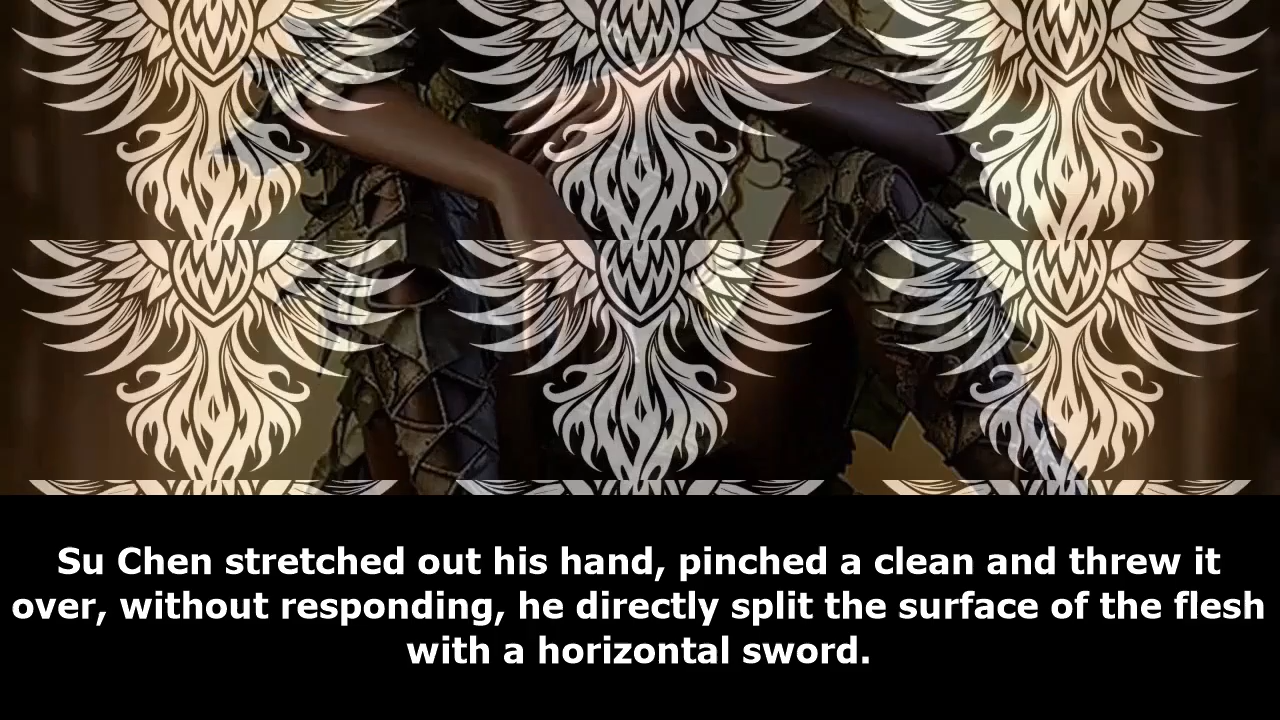 Su Chen stretched out his hand, pinched a clean and threw it
over, without responding, he directly split the surface of the flesh
with a horizontal sword.